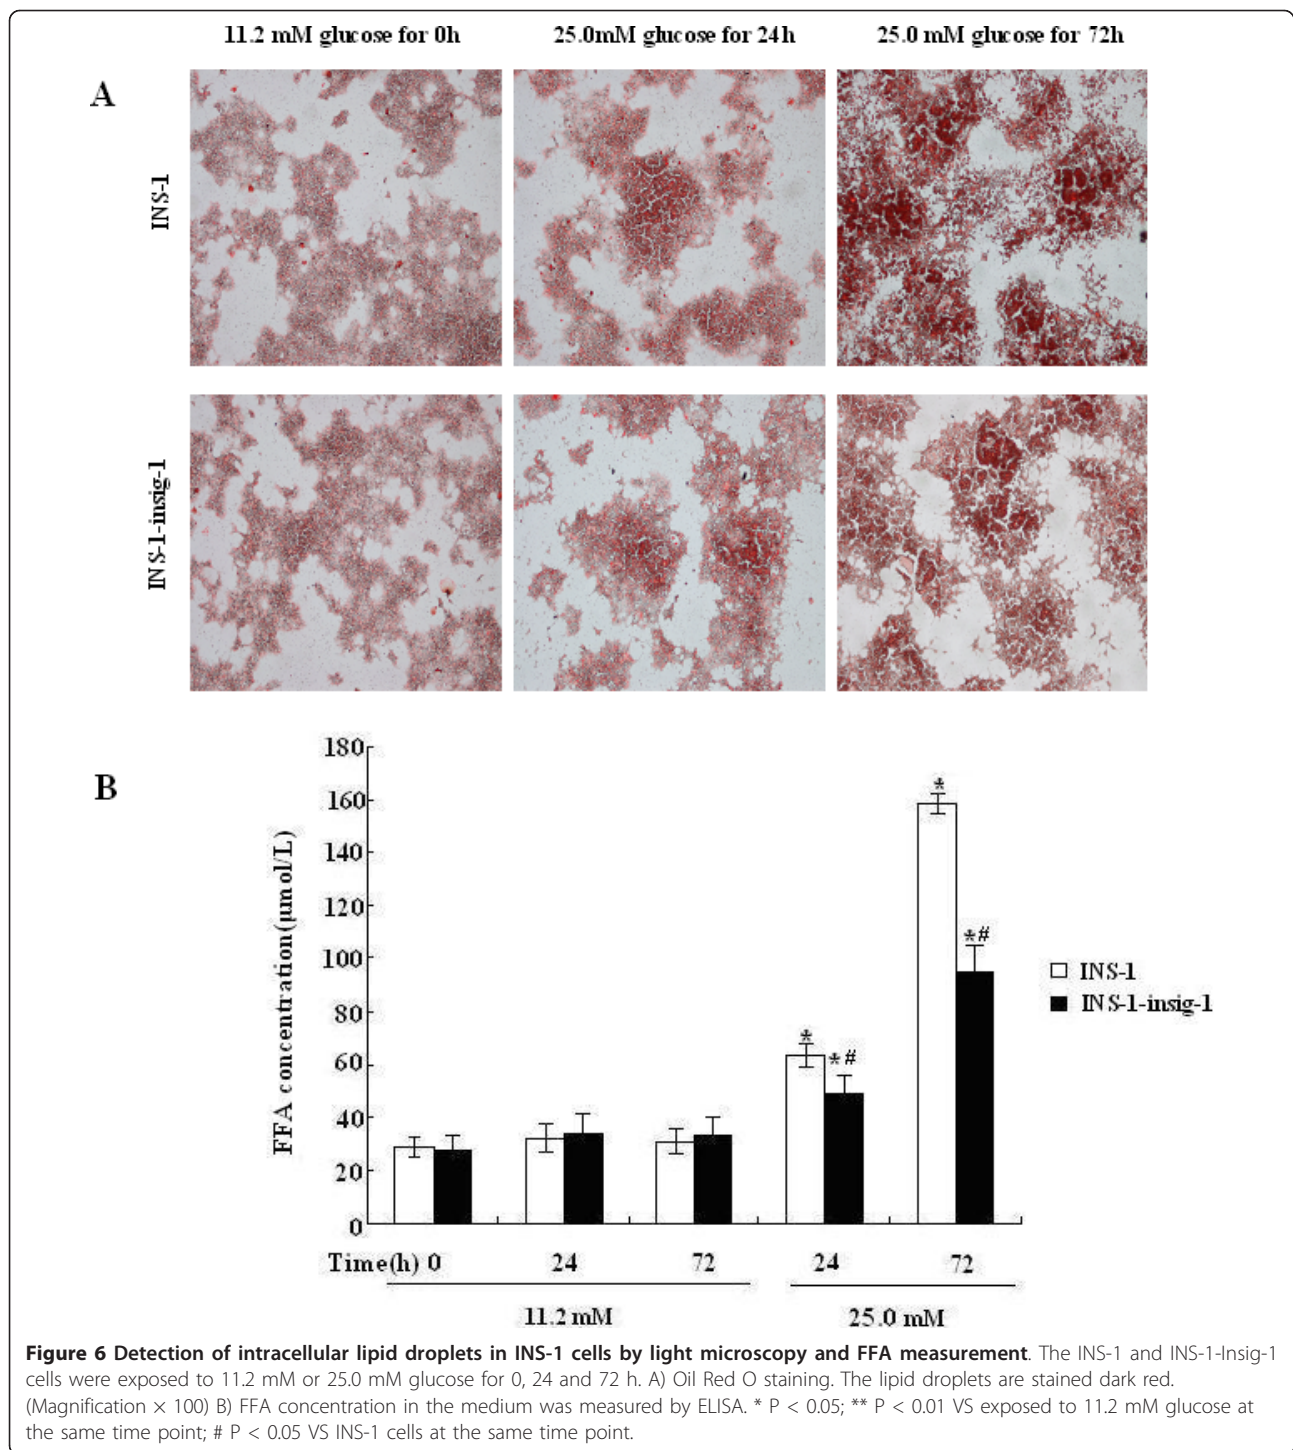 11.2 mM glucose for 0h
25.0mM glucose for 24h
25.0 mM glucose for 72h
A
INS-1
INS-1-insig-1
B
FFA concentration(μmol/L)
180
160
140
120
100
80
60
40
20
0
*
*#
*
*#
INS-1
INS-1-insig-1
Time(h) 0 24 72 24 72
11.2 mM
25.0 mM
Figure 6 Detection of intracellular lipid droplets in INS-1 cells by light microscopy and FFA measurement. The INS-1 and INS-1-Insig-1
cells were exposed to 11.2 mM or 25.0 mM glucose for 0, 24 and 72 h. A) Oil Red O staining. The lipid droplets are stained dark red.
(Magnification × 100) B) FFA concentration in the medium was measured by ELISA. * P < 0.05; ** P < 0.01 VS exposed to 11.2 mM glucose at
the same time point; # P < 0.05 VS INS-1 cells at the same time point.